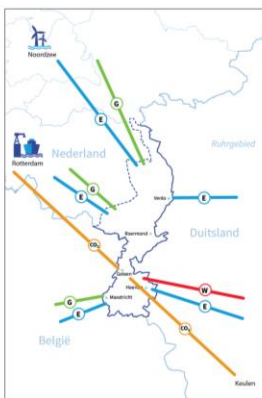 Noordzee
G
E
Ruhrgebied
Rotterdam
Nederland
G
E
Venlo
E
Roermond
Duitsland
CO₂
Geleen
W
Heerlen
G
Maastricht
E
E
CO₂
België
Keulen